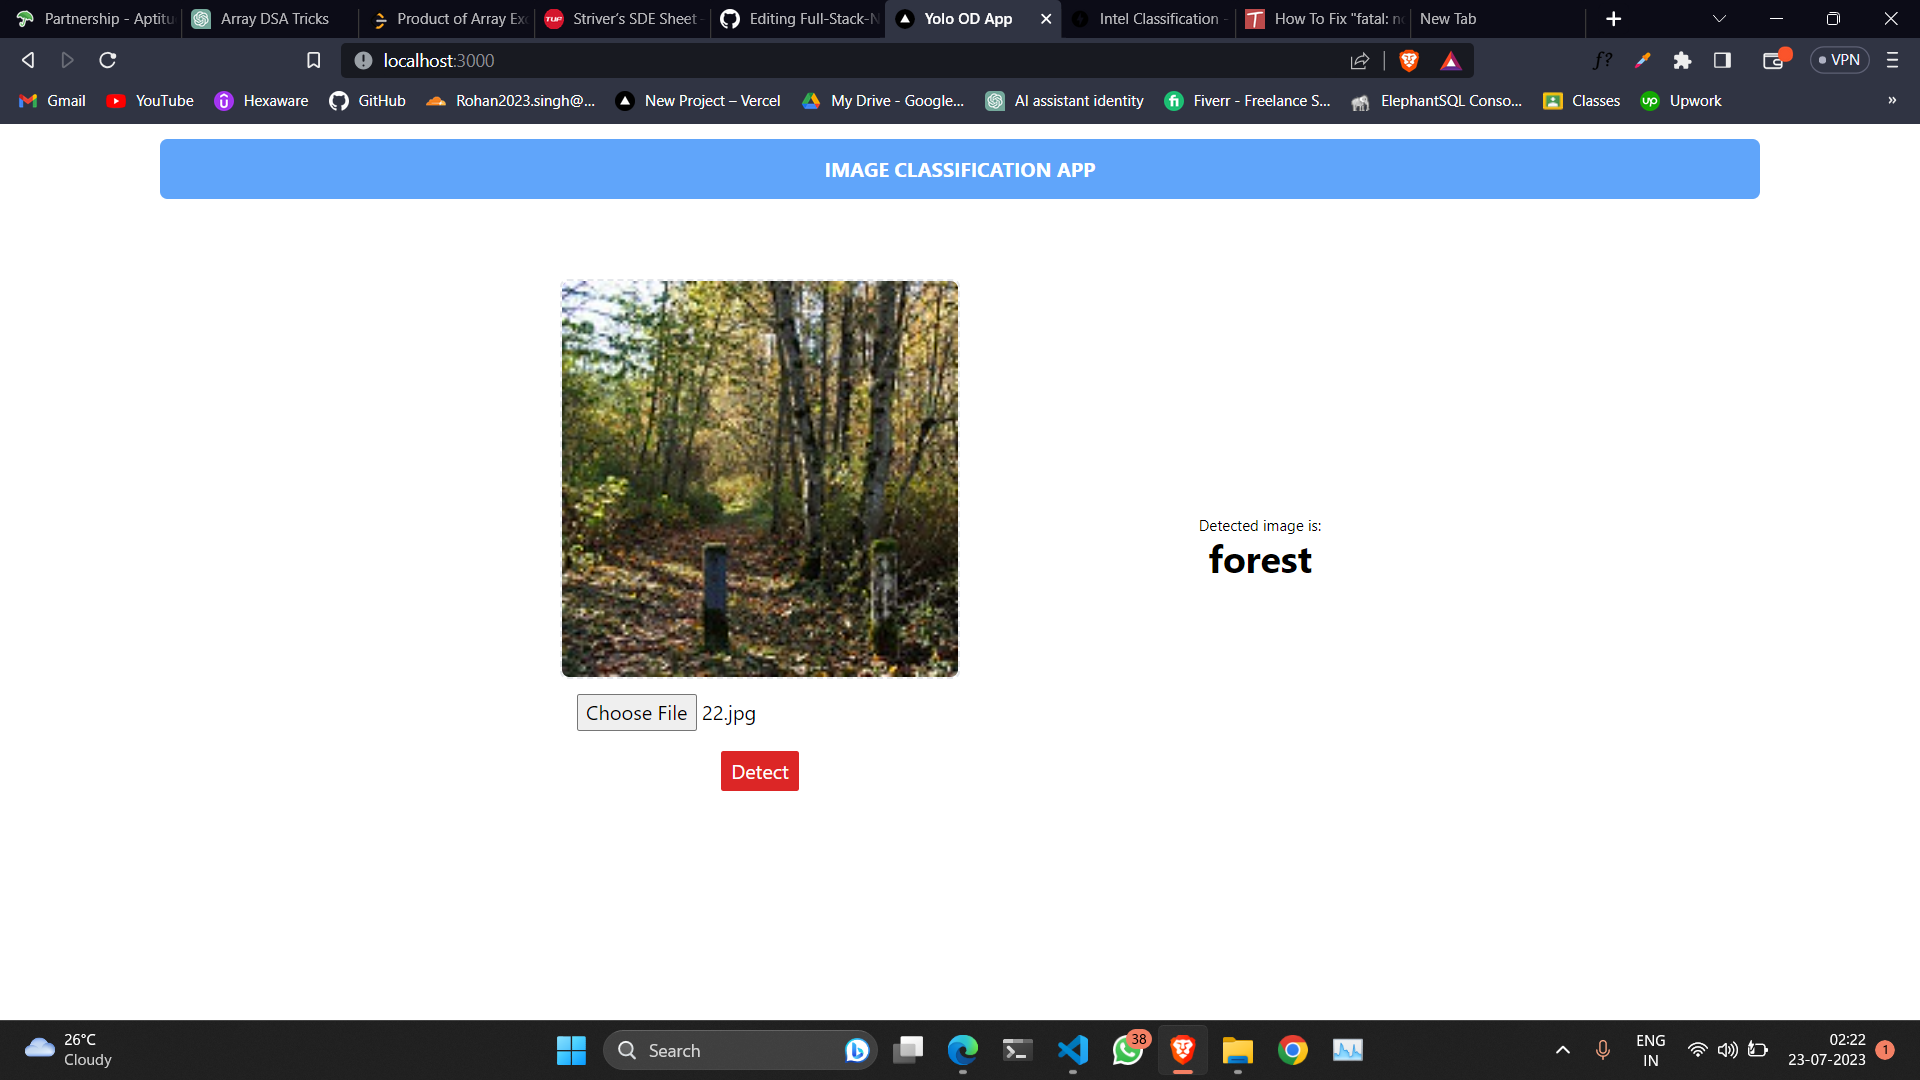 Partnership - Aptitu
Array DSA Tricks
Product of Array Exc
TUF
Striver's SDE Sheet -
Editing Full-Stack-N
Yolo OD App
Intel Classification -
How To Fix "fatal: no
New Tab
localhost:3000
f?
VPN
Gmail
YouTube
Hexaware
GitHub
Rohan2023.singh@...
New Project – Vercel
My Drive - Google...
AI assistant identity
Fiverr - Freelance S...
ElephantSQL Conso...
Classes
Upwork
»
IMAGE CLASSIFICATION APP
Detected image is:
forest
Choose File 22.jpg
Detect
26°C
Cloudy
Search
38
ENG
IN
02:22
23-07-2023
1